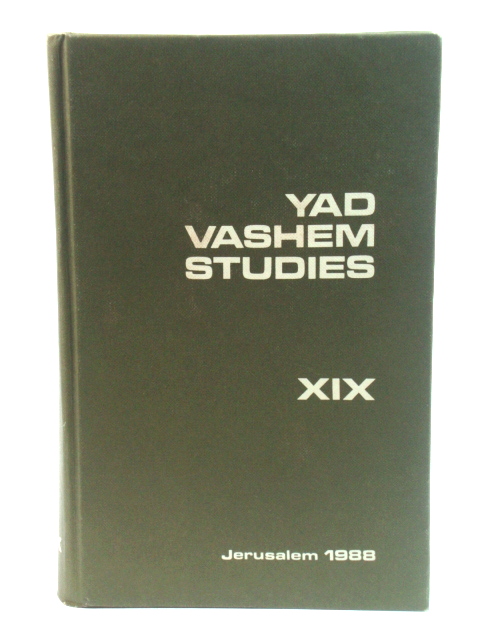 YAD
VASHEM
STUDIES
XIX
Jerusalem 1988